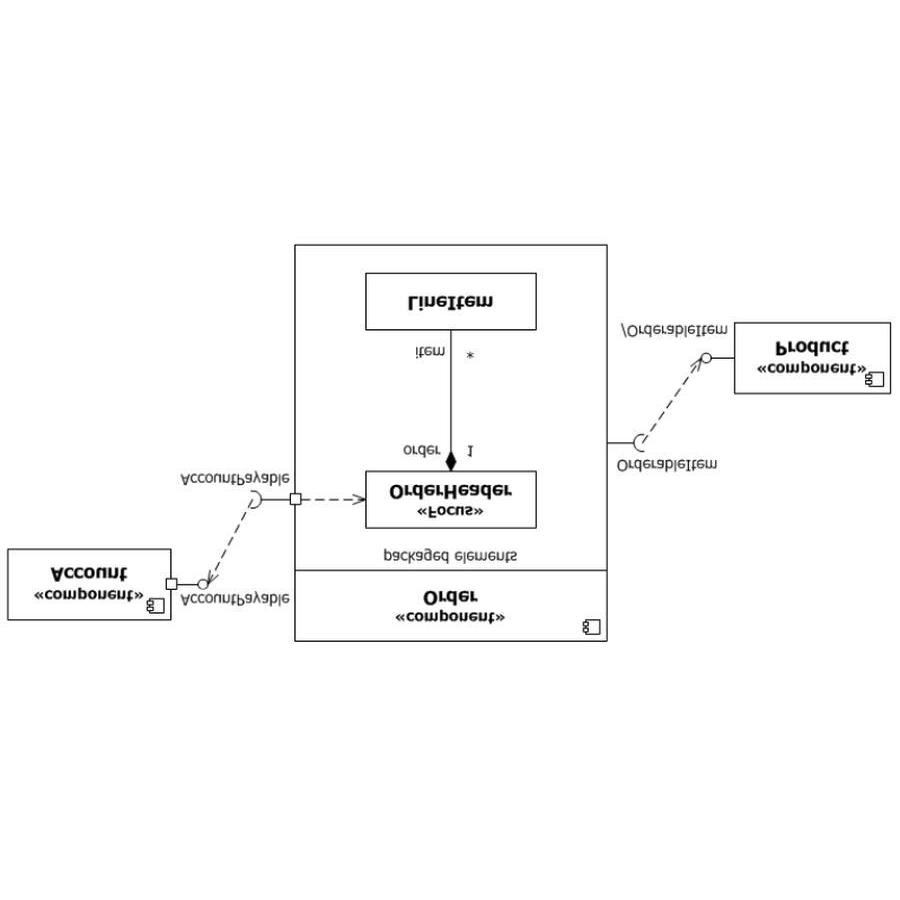 «component»
Order
packaged elements
«component»
Account
AccountPayable
AccountPayable
«Focus»
OrderHeader
order
1
item
*
LineItem
OrderableItem
/OrderableItem
«component»
Product